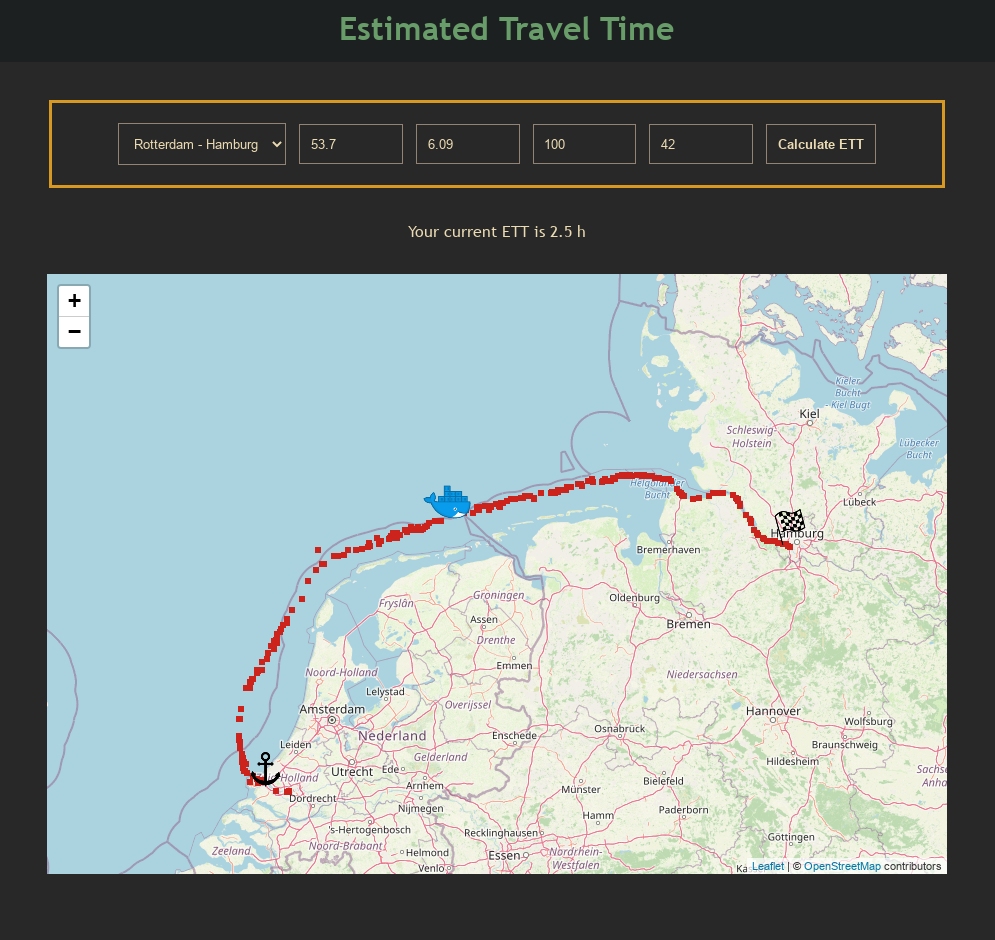 Estimated Travel Time
Rotterdam - Hamburg
53.7
6.09
100
42
Calculate ETT
Your current ETT is 2.5 h
+
−
Kieler
Bucht
- Kiel Bugt
Kiel
Schleswig-
Holstein
Lübecker
Bucht
Helgoländer
Bucht
Lübeck
Hamburg
Bremerhaven
Groningen
Oldenburg
Fryslân
Assen
Bremen
Drenthe
Emmen
Noord-Holland
Niedersachsen
Lelystad
Overijssel
Amsterdam
Hannover
Wolfsburg
Nederland
Enschede
Osnabrück
Leiden
Braunschweig
Gelderland
Hildesheim
Utrecht
Ede
Holland
Bielefeld
Sachse
Anha
Arnhem
Münster
Dordrecht
Nijmegen
Paderborn
Hamm
's-Hertogenbosch
Recklinghausen
Göttingen
Zeeland
Noord-Brabant
Helmond
Essen
Nordrhein-
Westfalen
Venlo
Ka
Leaflet | © OpenStreetMap contributors